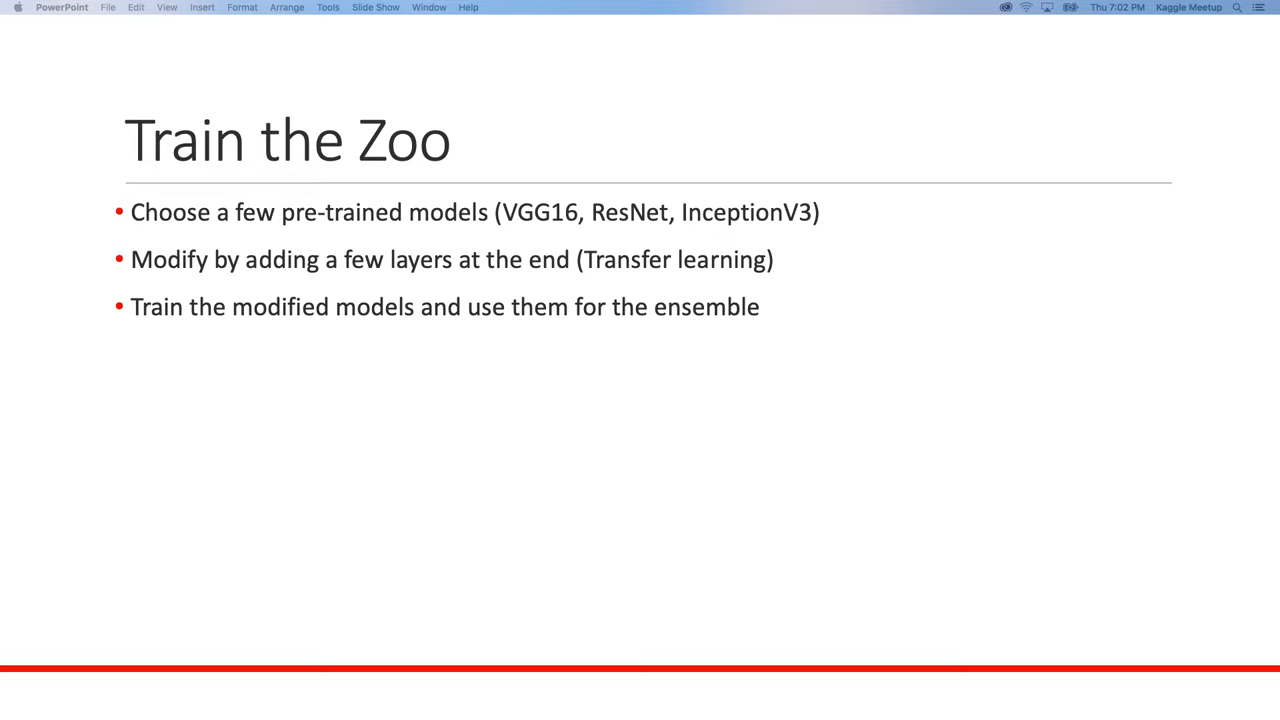 PowerPoint File Edit View Insert Format Arrange Tools Slide Show Window Help Thu 7:02 PM Kaggle Meetup
Train the Zoo
• Choose a few pre-trained models (VGG16, ResNet, InceptionV3)
• Modify by adding a few layers at the end (Transfer learning)
• Train the modified models and use them for the ensemble